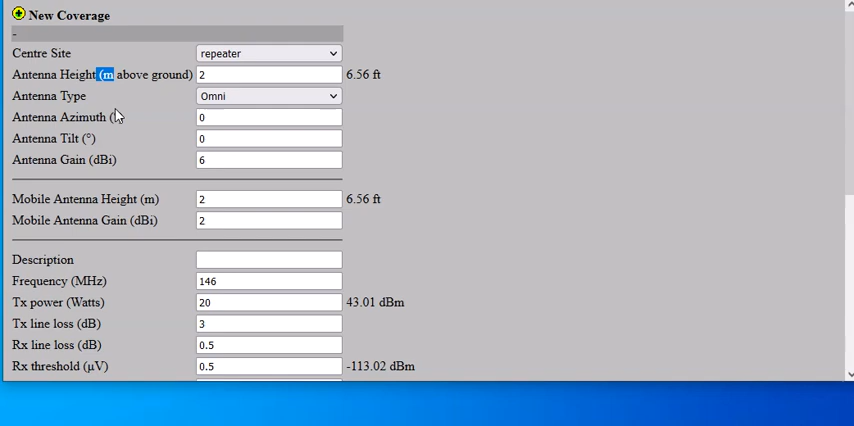 New Coverage
-
Centre Site repeater
Antenna Height (m above ground) 2 6.56 ft
Antenna Type Omni
Antenna Azimuth ( 0
Antenna Tilt (°) 0
Antenna Gain (dBi) 6
Mobile Antenna Height (m) 2 6.56 ft
Mobile Antenna Gain (dBi) 2
Description
Frequency (MHz) 146
Tx power (Watts) 20 43.01 dBm
Tx line loss (dB) 3
Rx line loss (dB) 0.5
Rx threshold (µV) 0.5 -113.02 dBm